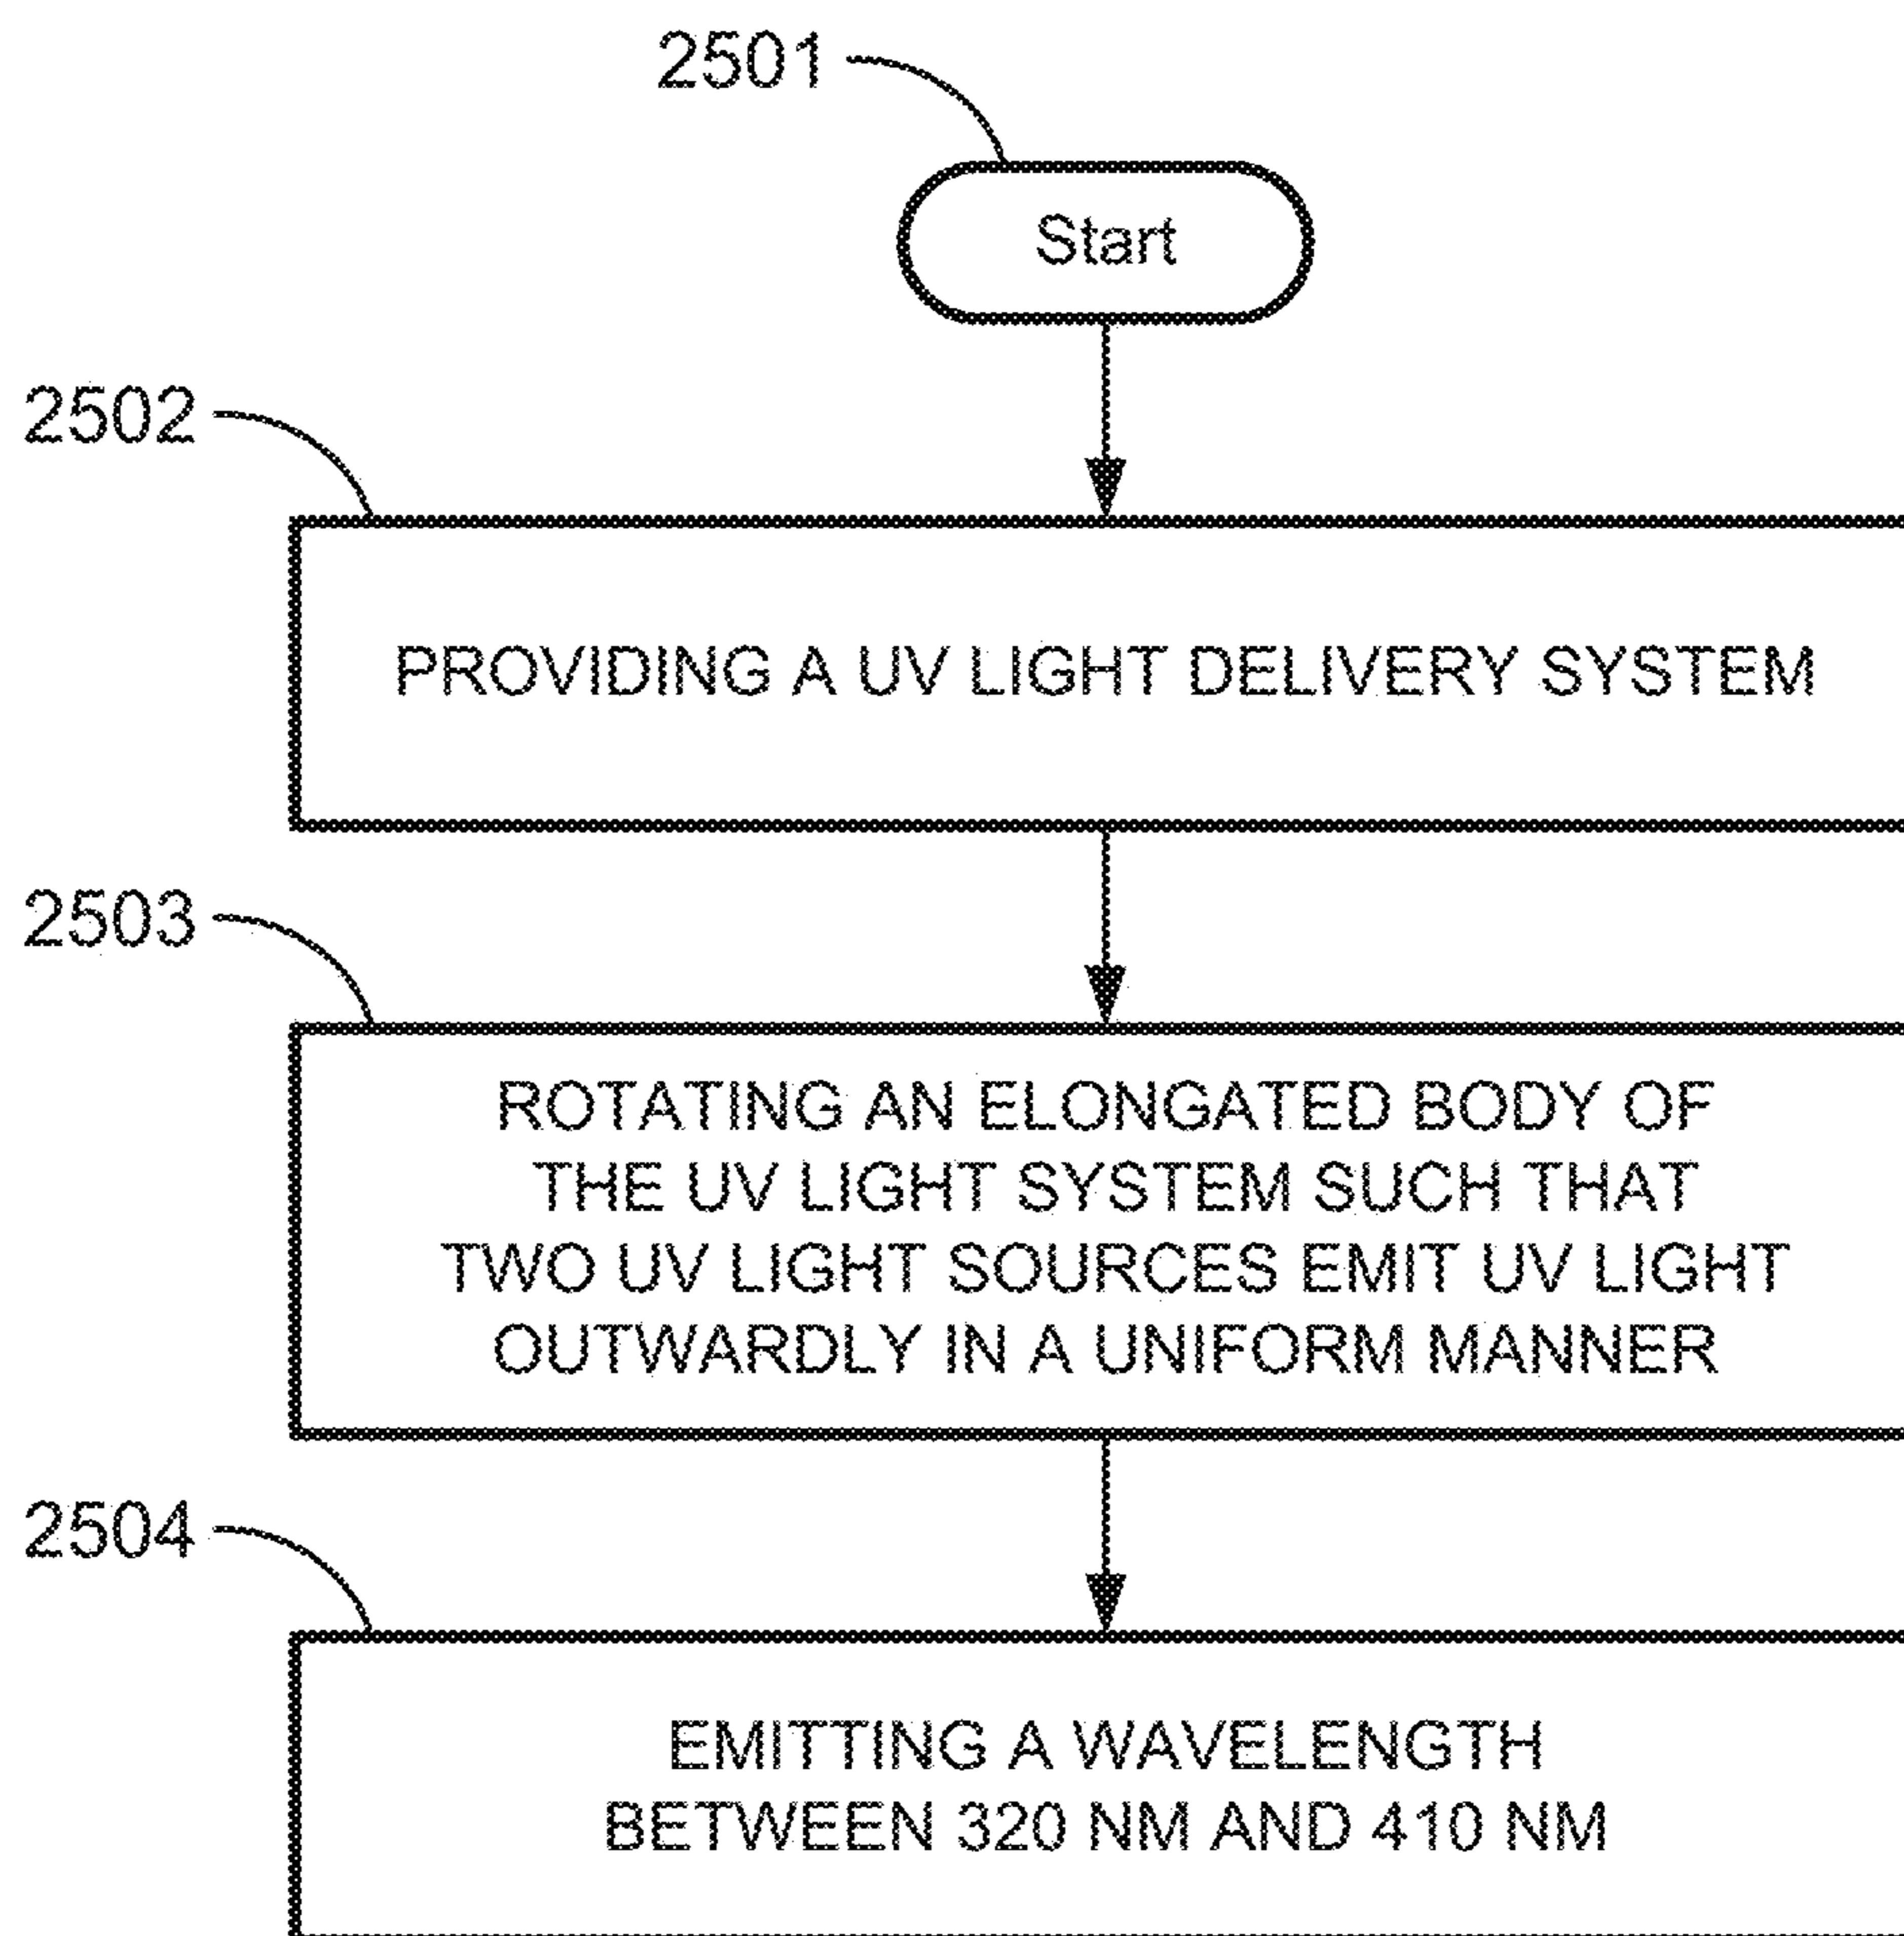 2501
Start
2502
PROVIDING A UV LIGHT DELIVERY SYSTEM
2503
ROTATING AN ELONGATED BODY OF
THE UV LIGHT SYSTEM SUCH THAT
TWO UV LIGHT SOURCES EMIT UV LIGHT
OUTWARDLY IN A UNIFORM MANNER
2504
EMITTING A WAVELENGTH
BETWEEN 320 NM AND 410 NM